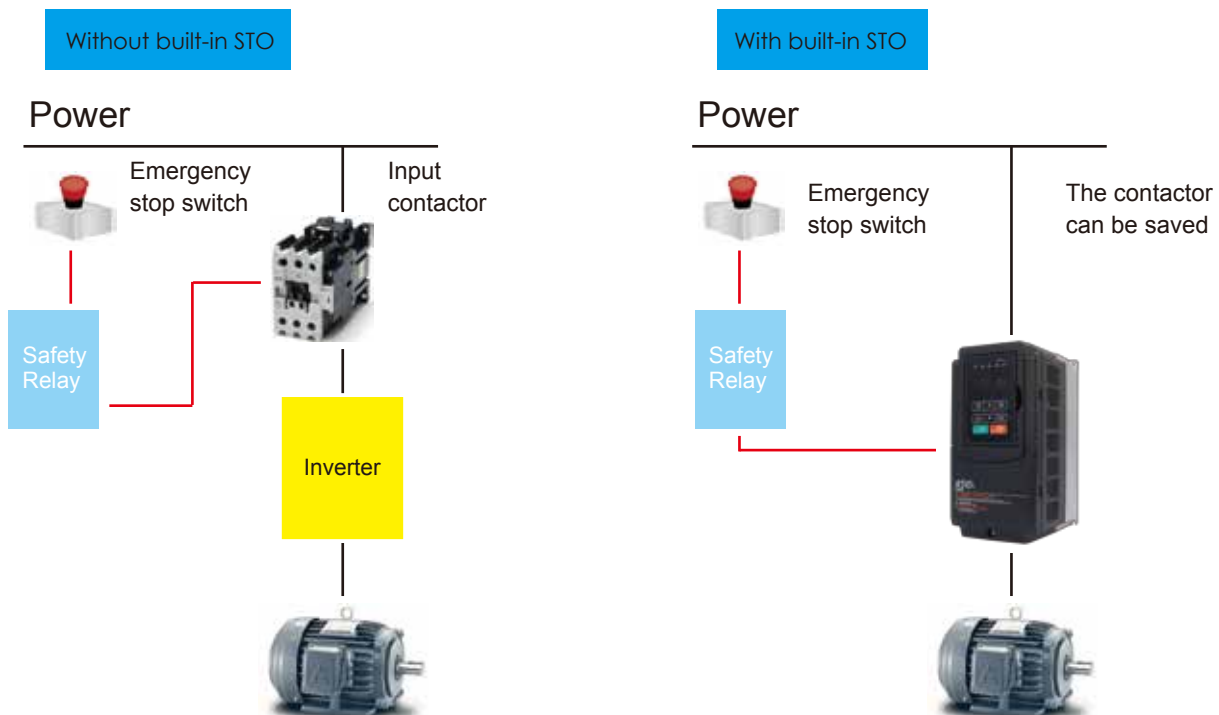 Without built-in STO
Power
Emergency
stop switch
Input
contactor
Safety
Relay
Inverter
With built-in STO
Power
Emergency
stop switch
The contactor
can be saved
Safety
Relay